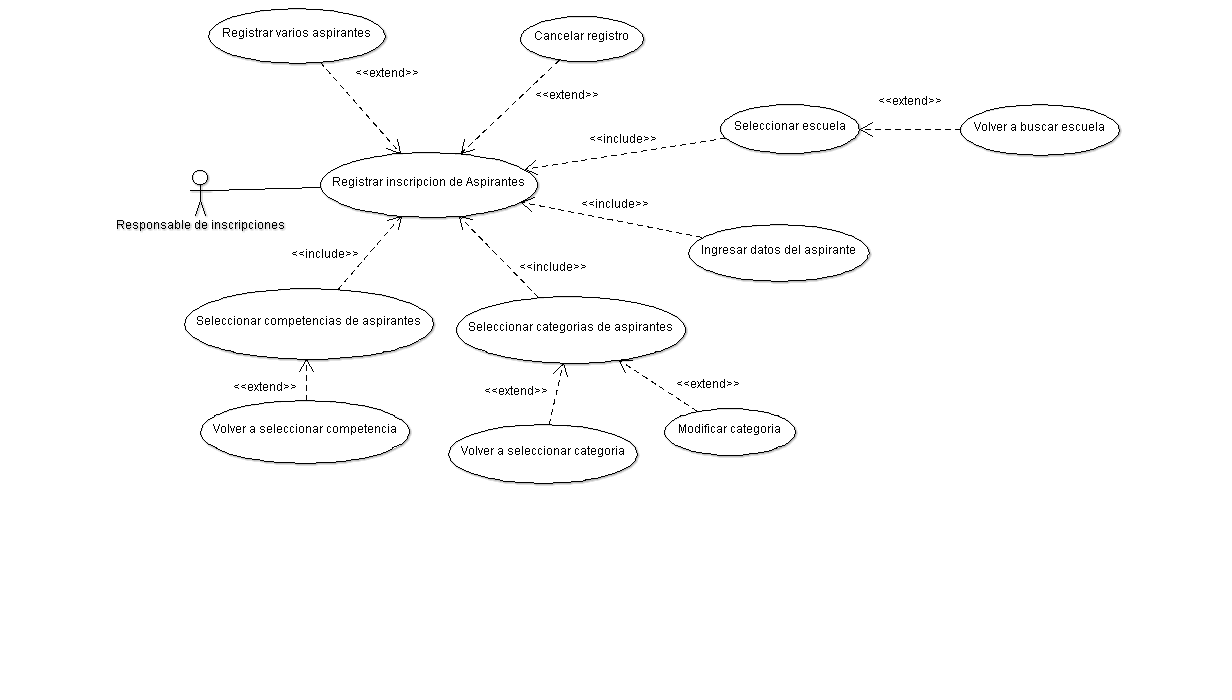 Registrar varios aspirantes
Cancelar registro
<<extend>>
<<extend>>
<<extend>>
Seleccionar escuela
Volver a buscar escuela
<<include>>
Registrar inscripcion de Aspirantes
<<include>>
Responsable de inscripciones
Ingresar datos del aspirante
<<include>>
<<include>>
Seleccionar competencias de aspirantes
Seleccionar categorias de aspirantes
<<extend>>
<<extend>>
<<extend>>
Volver a seleccionar competencia
Modificar categoria
Volver a seleccionar categoria